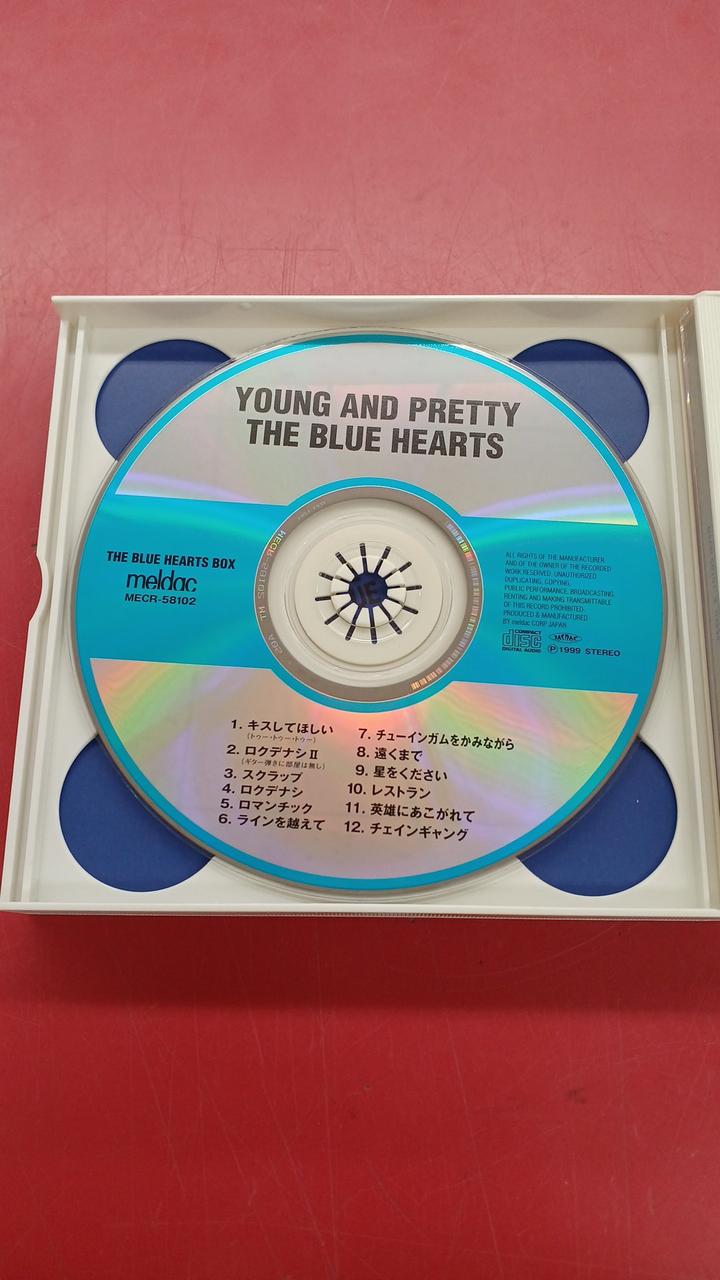 YOUNG AND PRETTY
THE BLUE HEARTS
THE BLUE HEARTS BOX
meldac
MECR-58102
ALL RIGHTS OF THE MANUFACTURER
AND OF THE OWNER OF THE RECORDED
WORK RESERVED. UNAUTHORIZED
DUPLICATING, COPYING,
PUBLIC PERFORMANCE, BROADCASTING,
RENTING AND MAKING TRANSMITTABLE
OF THIS RECORD PROHIBITED.
PRODUCED & MANUFACTURED
BY meldac CORP. JAPAN
COMPACT
disc
DIGITAL AUDIO
JASRAC
Ⓟ1999 STEREO
1. キスしてほしい
(トゥー・トゥー・トゥー)
2. ロクデナシⅡ
(ギター弾きに部屋は無し)
3. スクラップ
4. ロクデナシ
5. ロマンチック
6. ラインを越えて
7. チューインガムをかみながら
8. 遠くまで
9. 星をください
10. レストラン
11. 英雄にあこがれて
12. チェインギャング